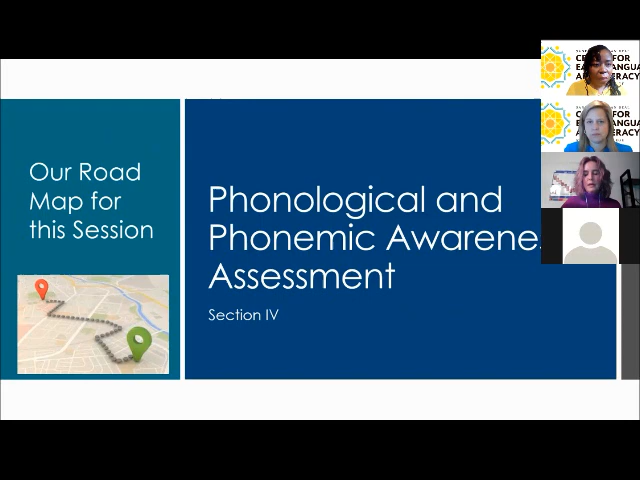 Our Road
Map for
this Session
Phonological and
Phonemic Awarene
Assessment
Section IV